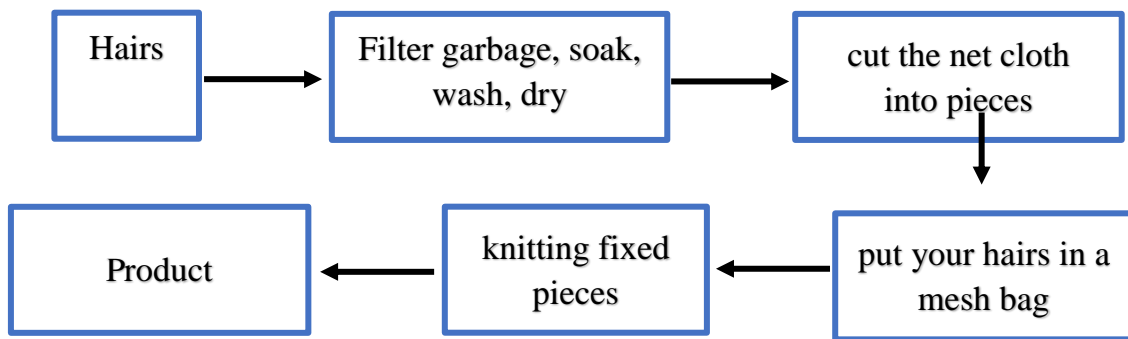 Hairs
Filter garbage, soak,
wash, dry
cut the net cloth
into pieces
put your hairs in a
mesh bag
knitting fixed
pieces
Product